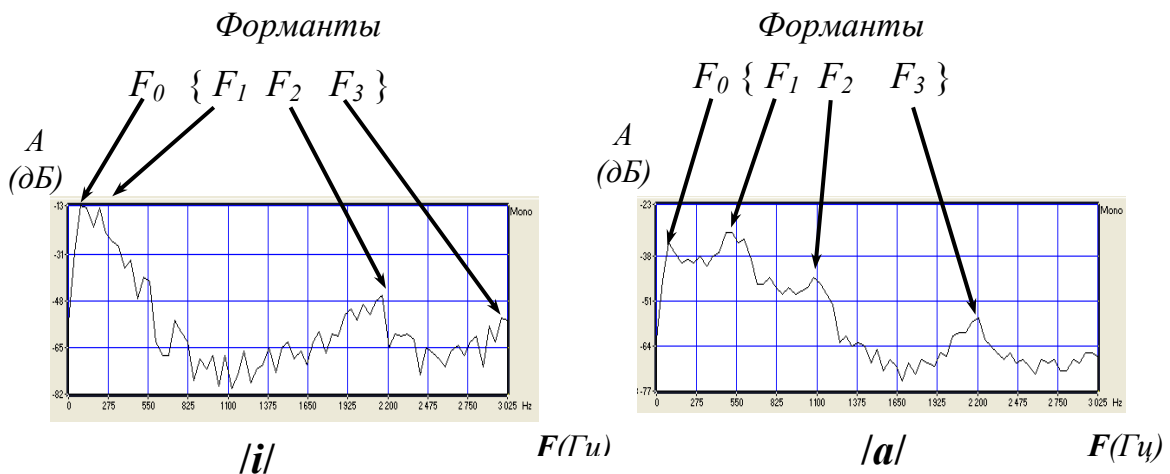 Форманты
F0 { F1 F2 F3 }
A
(дБ)
-13
-31
-48
-65
-82
Mono
0 275 550 825 1100 1375 1650 1925 2 200 2 475 2 750 3 025 Hz
/i/
F(Гц)
Форманты
F0 { F1 F2 F3 }
A
(дБ)
-23
-38
-51
-64
-77
Mono
0 275 550 825 1100 1375 1650 1925 2 200 2 475 2 750 3 025 Hz
/a/
F(Гц)